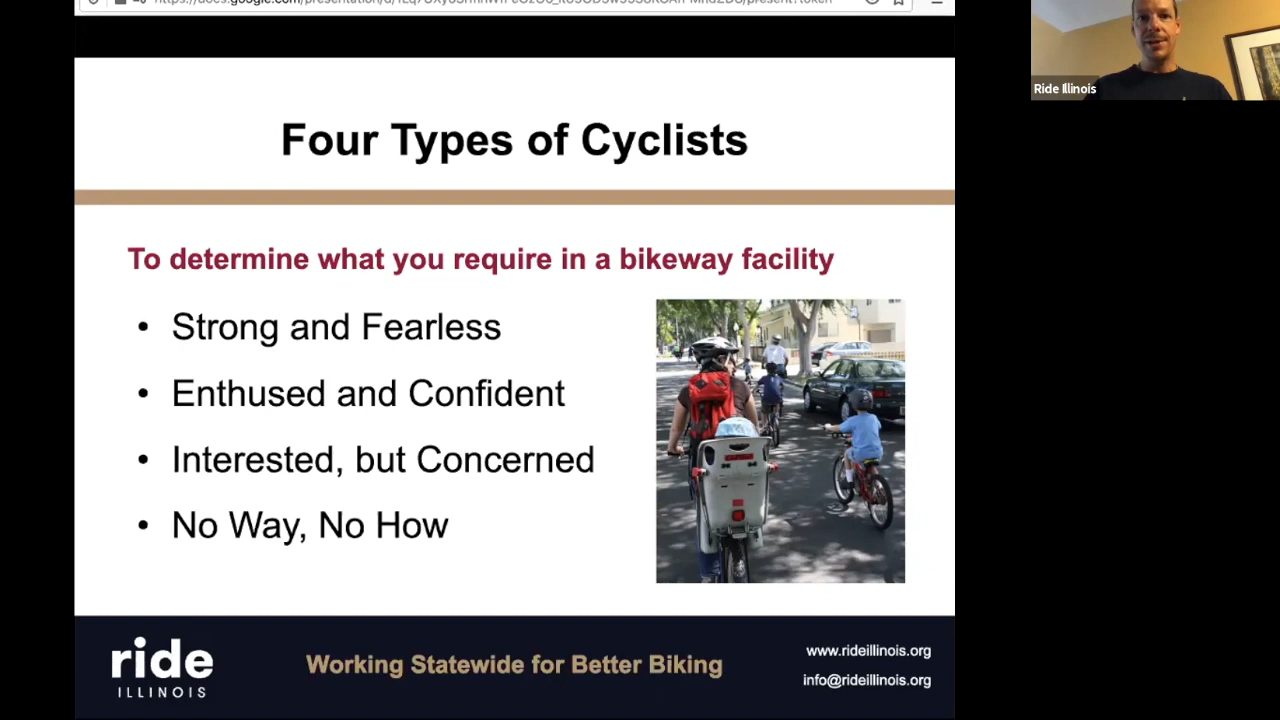 Ride Illinois
Four Types of Cyclists
To determine what you require in a bikeway facility
• Strong and Fearless
• Enthused and Confident
• Interested, but Concerned
• No Way, No How
ride
ILLINOIS
Working Statewide for Better Biking
www.rideillinois.org
info@rideillinois.org